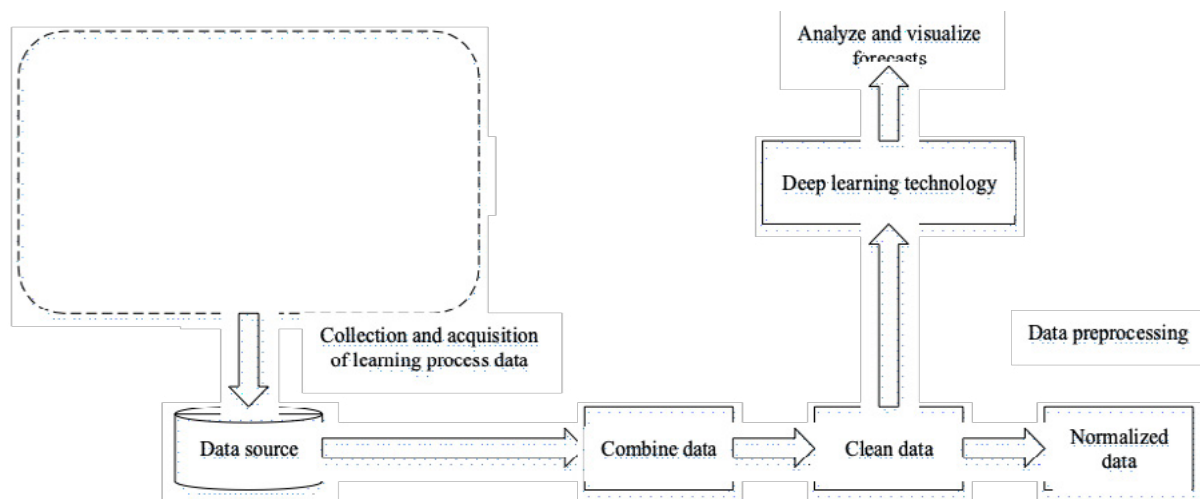 Analyze and visualize
forecasts
Deep learning technology
Collection and acquisition
of learning process data
Data preprocessing
Data source
Combine data
Clean data
Normalized
data